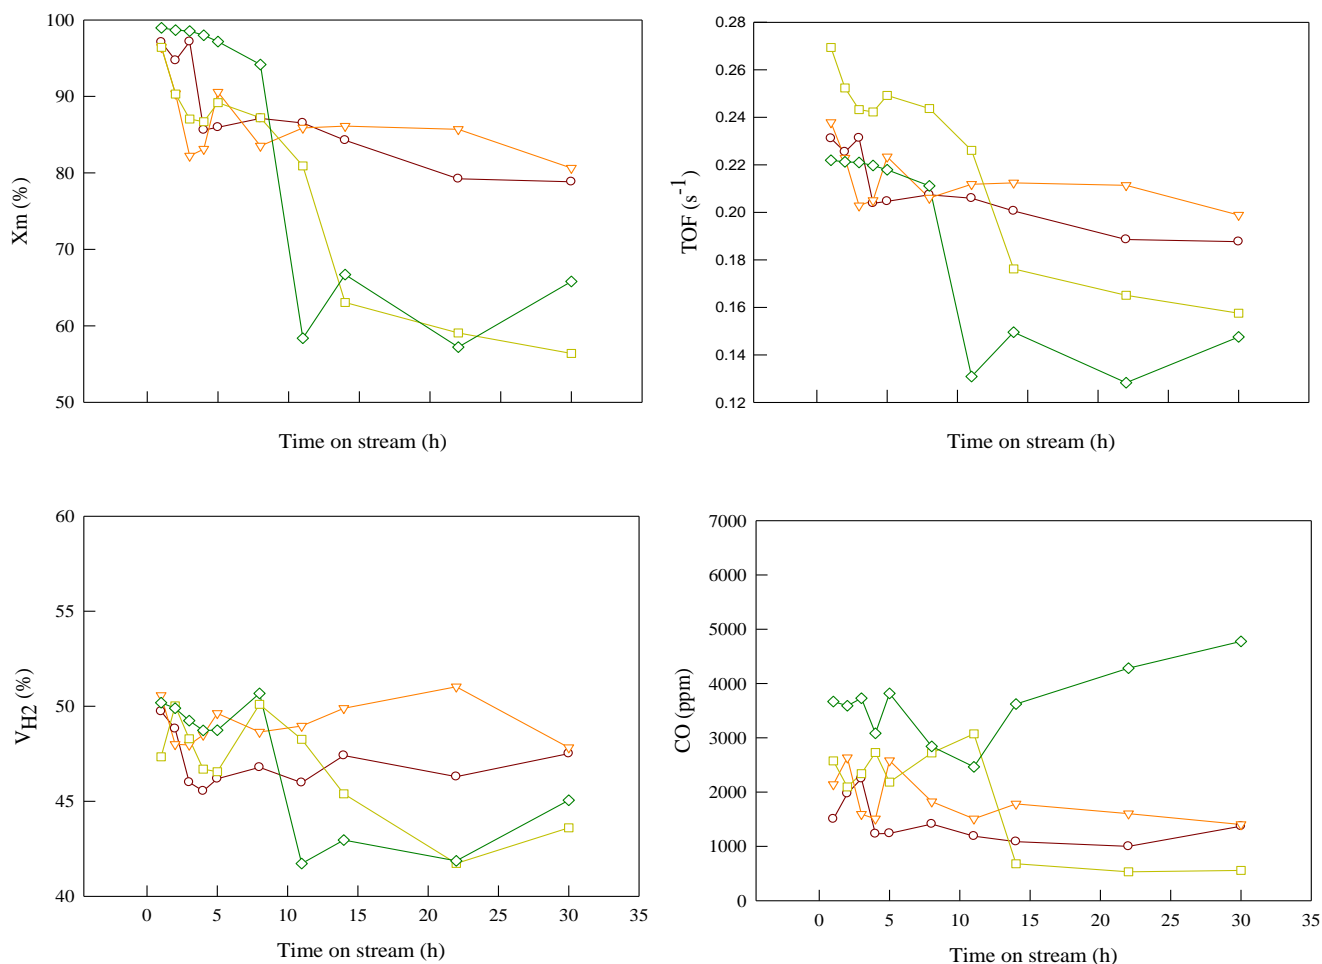 100
90
80
70
60
50
Xm (%)
Time on stream (h)
0.28
0.26
0.24
0.22
0.20
0.18
0.16
0.14
0.12
TOF (s⁻¹)
Time on stream (h)
60
55
50
45
40
V_H2 (%)
0 5 10 15 20 25 30 35
Time on stream (h)
7000
6000
5000
4000
3000
2000
1000
0
CO (ppm)
0 5 10 15 20 25 30 35
Time on stream (h)